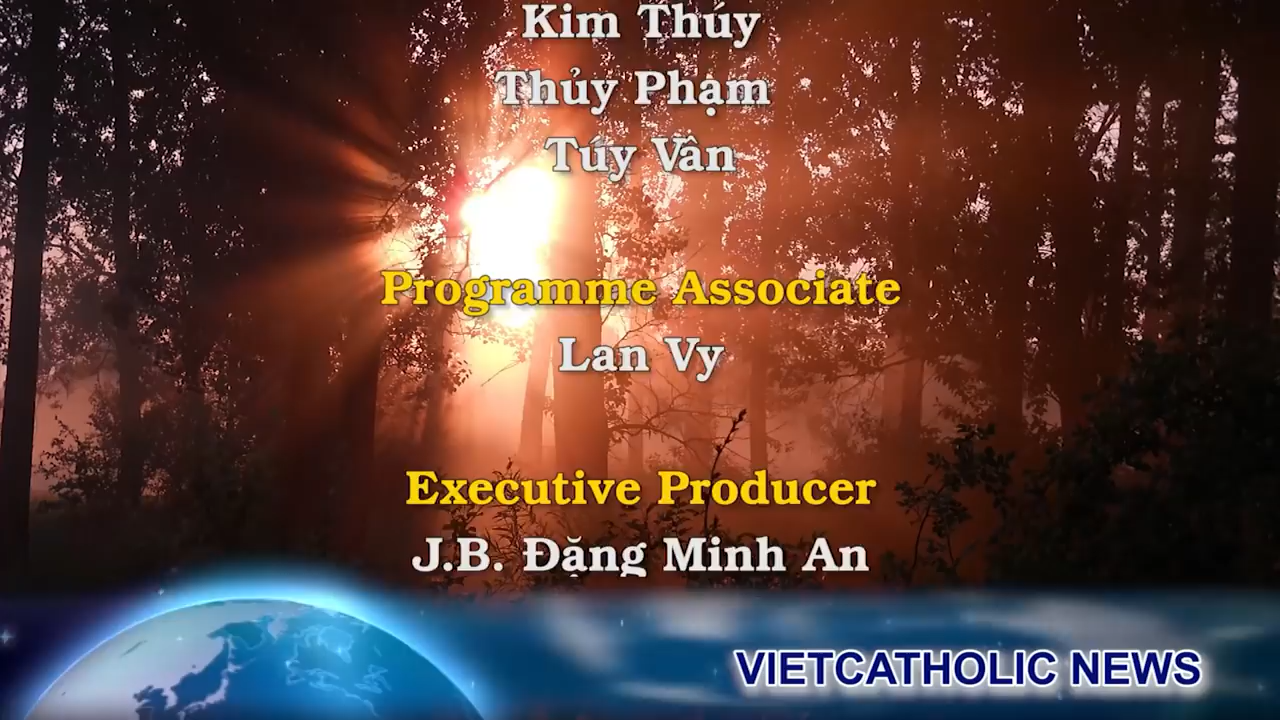 Kim Thúy
Thủy Phạm
Túy Vân
Programme Associate
Lan Vy
Executive Producer
J.B. Đặng Minh An
VIETCATHOLIC NEWS